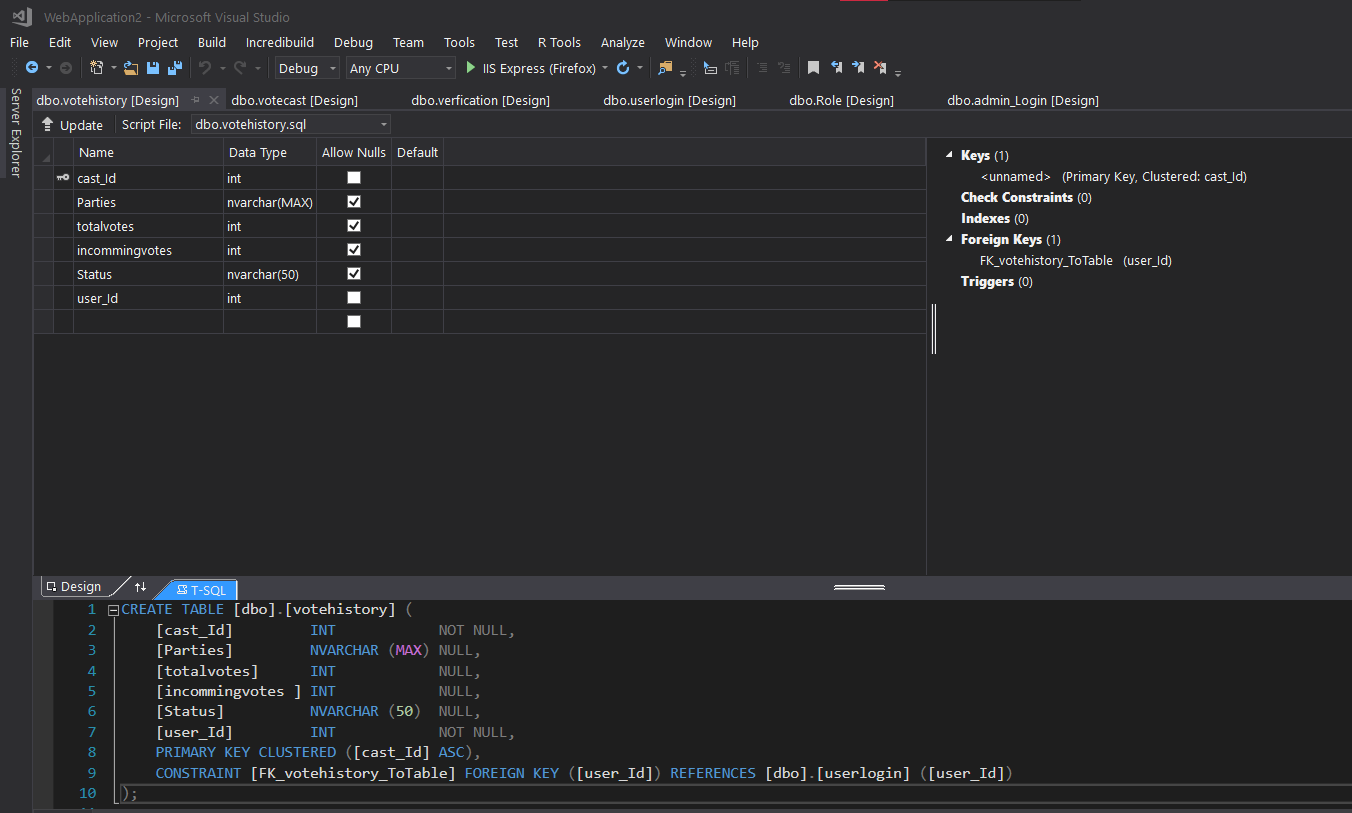 WebApplication2 - Microsoft Visual Studio
File Edit View Project Build Incredibuild Debug Team Tools Test R Tools Analyze Window Help
Debug Any CPU IIS Express (Firefox)
Server Explorer
dbo.votehistory [Design] dbo.votecast [Design] dbo.verfication [Design] dbo.userlogin [Design] dbo.Role [Design] dbo.admin_Login [Design]
Update Script File: dbo.votehistory.sql
Name Data Type Allow Nulls Default
cast_Id int
Parties nvarchar(MAX)
totalvotes int
incommingvotes int
Status nvarchar(50)
user_Id int
Keys (1)
<unnamed> (Primary Key, Clustered: cast_Id)
Check Constraints (0)
Indexes (0)
Foreign Keys (1)
FK_votehistory_ToTable (user_Id)
Triggers (0)
Design T-SQL
1 CREATE TABLE [dbo].[votehistory] (
2 [cast_Id] INT NOT NULL,
3 [Parties] NVARCHAR (MAX) NULL,
4 [totalvotes] INT NULL,
5 [incommingvotes ] INT NULL,
6 [Status] NVARCHAR (50) NULL,
7 [user_Id] INT NOT NULL,
8 PRIMARY KEY CLUSTERED ([cast_Id] ASC),
9 CONSTRAINT [FK_votehistory_ToTable] FOREIGN KEY ([user_Id]) REFERENCES [dbo].[userlogin] ([user_Id])
10 );